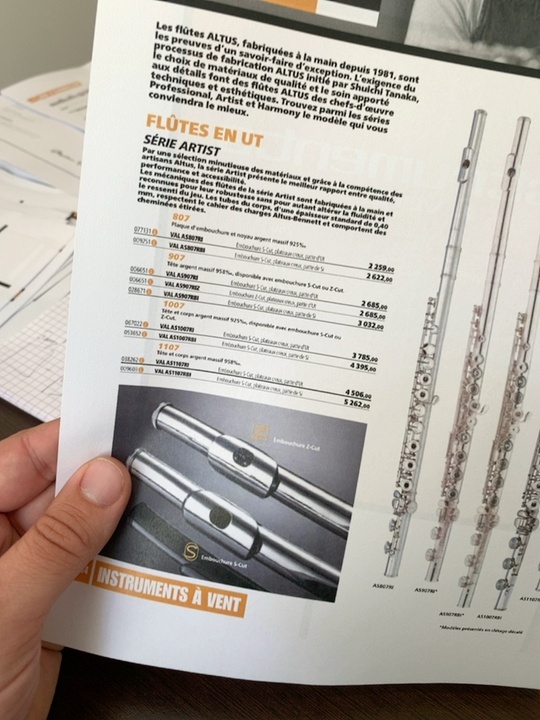 Les flûtes ALTUS, fabriquées à la main depuis 1981, sont
les preuves d'un savoir-faire d'exception. L'exigence du
processus de fabrication ALTUS initié par Shuichi Tanaka,
le choix de matériaux de qualité et le soin apporté
aux détails font des flûtes ALTUS des chefs-d'œuvre
techniques et esthétiques. Trouvez parmi les séries
Professional, Artist et Harmony le modèle qui vous
conviendra le mieux.
FLÛTES EN UT
SÉRIE ARTIST
Par une sélection minutieuse des matériaux et grâce à la compétence des
artisans Altus, la série Artist présente le meilleur rapport entre qualité,
performance et accessibilité.
Les mécaniques des flûtes de la série Artist sont fabriquées à la main et
reconnues pour leur robustesse sans pour autant altérer la fluidité et
le ressenti du jeu. Les tubes de corps, d'une épaisseur standard de 0,40
mm, respectent le cahier des charges Altus-Bennett et comportent des
cheminées étirées.
807
Plaque d'embouchure et noyau argent massif 925‰.
VAL AS807RI Embouchure S-Cut, plateaux creux, patte d'Ut 2 259,00
VAL AS807RBI Embouchure S-Cut, plateaux creux, patte de Si 2 622,00
907
Tête argent massif 958‰, disponible avec embouchure S-Cut ou Z-Cut.
006651 VAL AS907RI Embouchure S-Cut, plateaux creux, patte d'Ut 2 685,00
006651 VAL AS907RIZ Embouchure Z-Cut, plateaux creux, patte d'Ut 2 685,00
028671 VAL AS907RBI Embouchure S-Cut, plateaux creux, patte de Si 3 032,00
1007
Tête et corps argent massif 925‰, disponible avec embouchure S-Cut ou
Z-Cut.
VAL AS1007RI Embouchure S-Cut, plateaux creux, patte d'Ut 3 785,00
VAL AS1007RBI Embouchure S-Cut, plateaux creux, patte de Si 4 395,00
1107
Tête et corps argent massif 958‰.
VAL AS1107RI Embouchure S-Cut, plateaux creux, patte d'Ut 4 506,00
VAL AS1107RBI Embouchure S-Cut, plateaux creux, patte de Si 5 262,00
Z Embouchure Z-Cut
S Embouchure S-Cut
INSTRUMENTS À VENT
AS807RI
AS907RI*
AS907RBI*
AS1007RBI
*Modèles présentés en clétage décalé